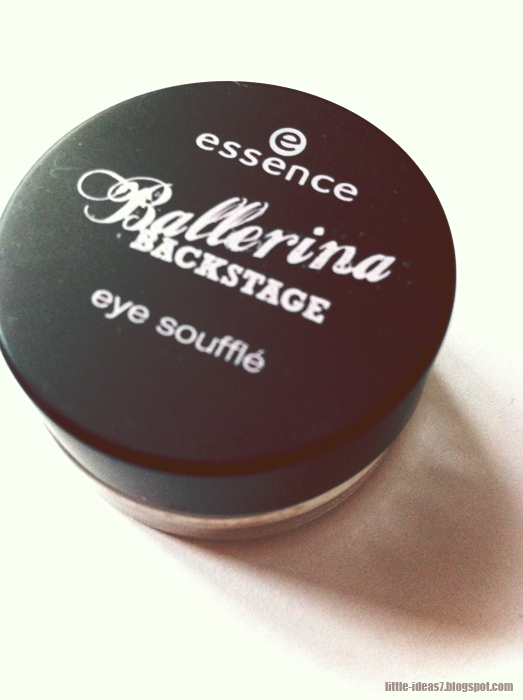 essence
Ballerina
BACKSTAGE
eye soufflé
little-ideas7.blogspot.com